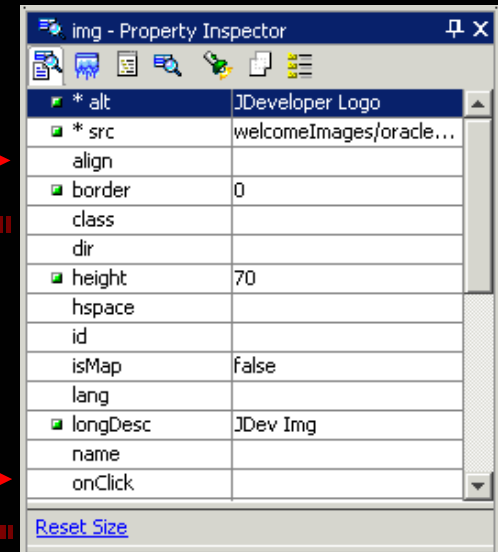 img - Property Inspector
* alt JDeveloper Logo
* src welcomeImages/oracle...
align
border 0
class
dir
height 70
hspace
id
isMap false
lang
longDesc JDev Img
name
onClick
Reset Size